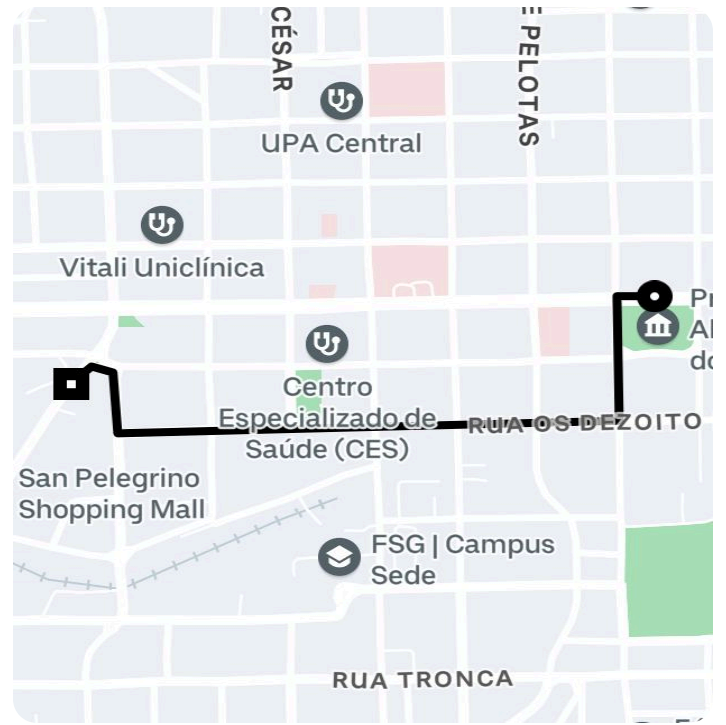 CÉSAR
E PELOTAS
UPA Central
Vitali Uniclínica
Centro
Especializado de
Saúde (CES)
RUA OS DEZOITO
San Pelegrino
Shopping Mall
FSG | Campus
Sede
RUA TRONCA